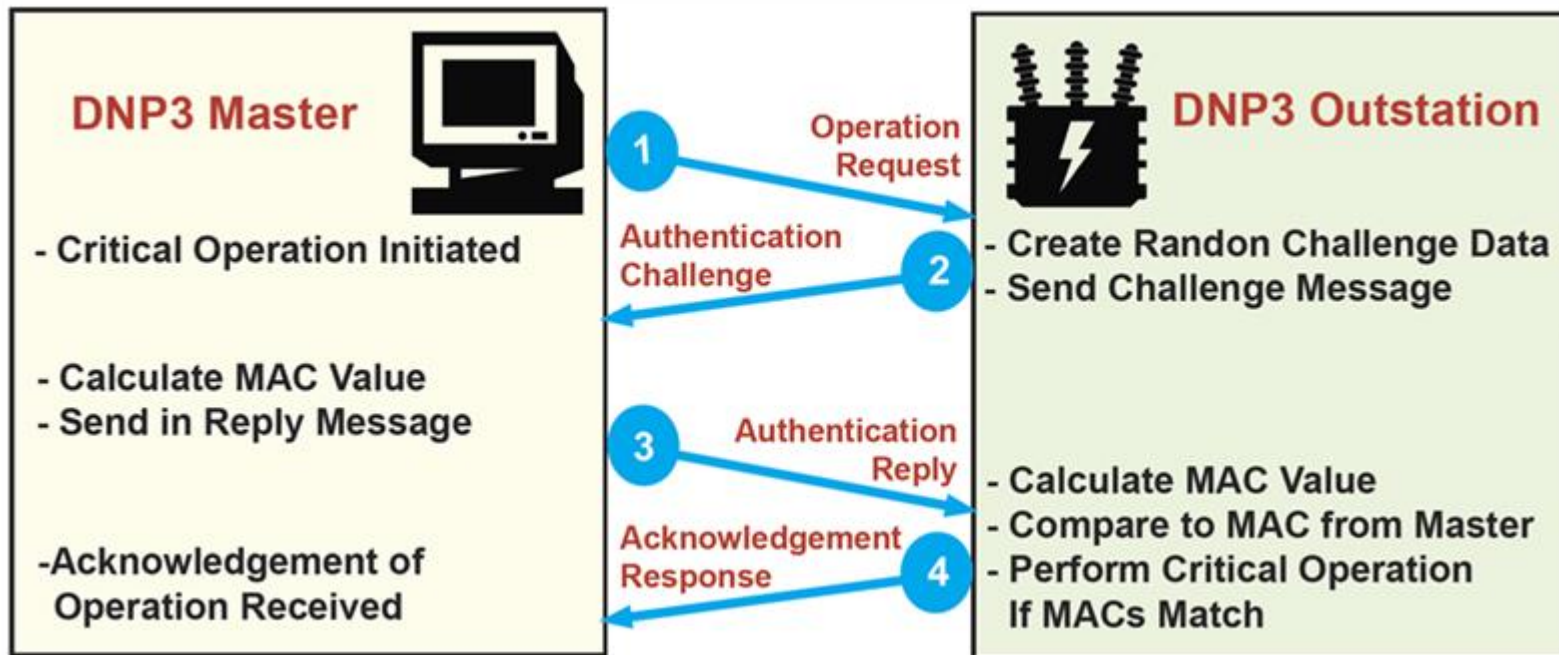 DNP3 Master
- Critical Operation Initiated
- Calculate MAC Value
- Send in Reply Message
-Acknowledgement of
Operation Received
1
Operation
Request
Authentication
Challenge
2
3
Authentication
Reply
Acknowledgement
Response
4
DNP3 Outstation
- Create Randon Challenge Data
- Send Challenge Message
- Calculate MAC Value
- Compare to MAC from Master
- Perform Critical Operation
If MACs Match